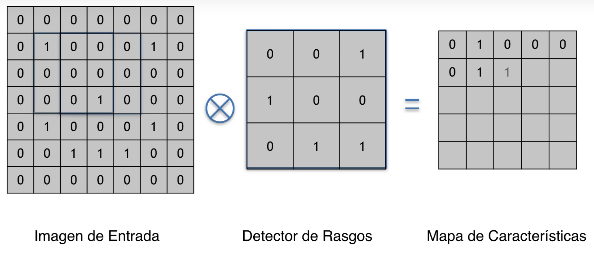 0 0 0 0 0 0 0
0 1 0 0 0 1 0
0 0 0 0 0 0 0
0 0 0 1 0 0 0
0 1 0 0 0 1 0
0 0 1 1 1 0 0
0 0 0 0 0 0 0
0 0 1
1 0 0
0 1 1
=
0 1 0 0 0
0 1 1
Imagen de Entrada
Detector de Rasgos
Mapa de Características